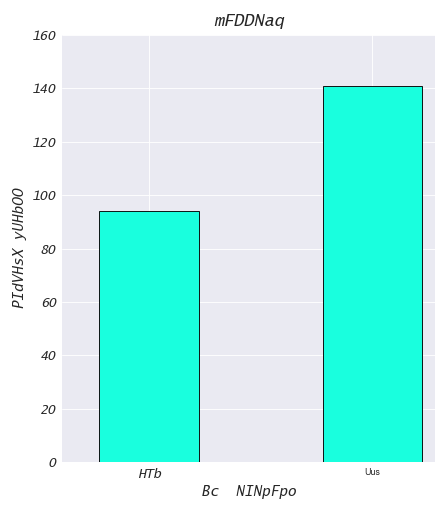 mFDDNaq
160
140
120
100
80
60
40
20
0
PIdVHsX yUHbOO
HTb
Uus
Bc  NINpFpo